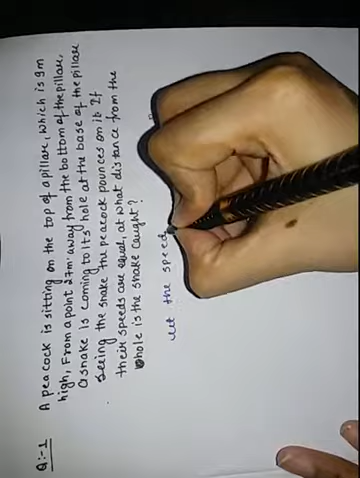 Q:-1 A peacock is sitting on the top of a pillar, which is 9m
high, From a point 27m away from the bottom of the pillar,
a snake is coming to its hole at the base of the pillar
seeing the snake the peacock pounces on it. If
their speeds are equal, at what distance from the
whole is the snake caught?
let the speed